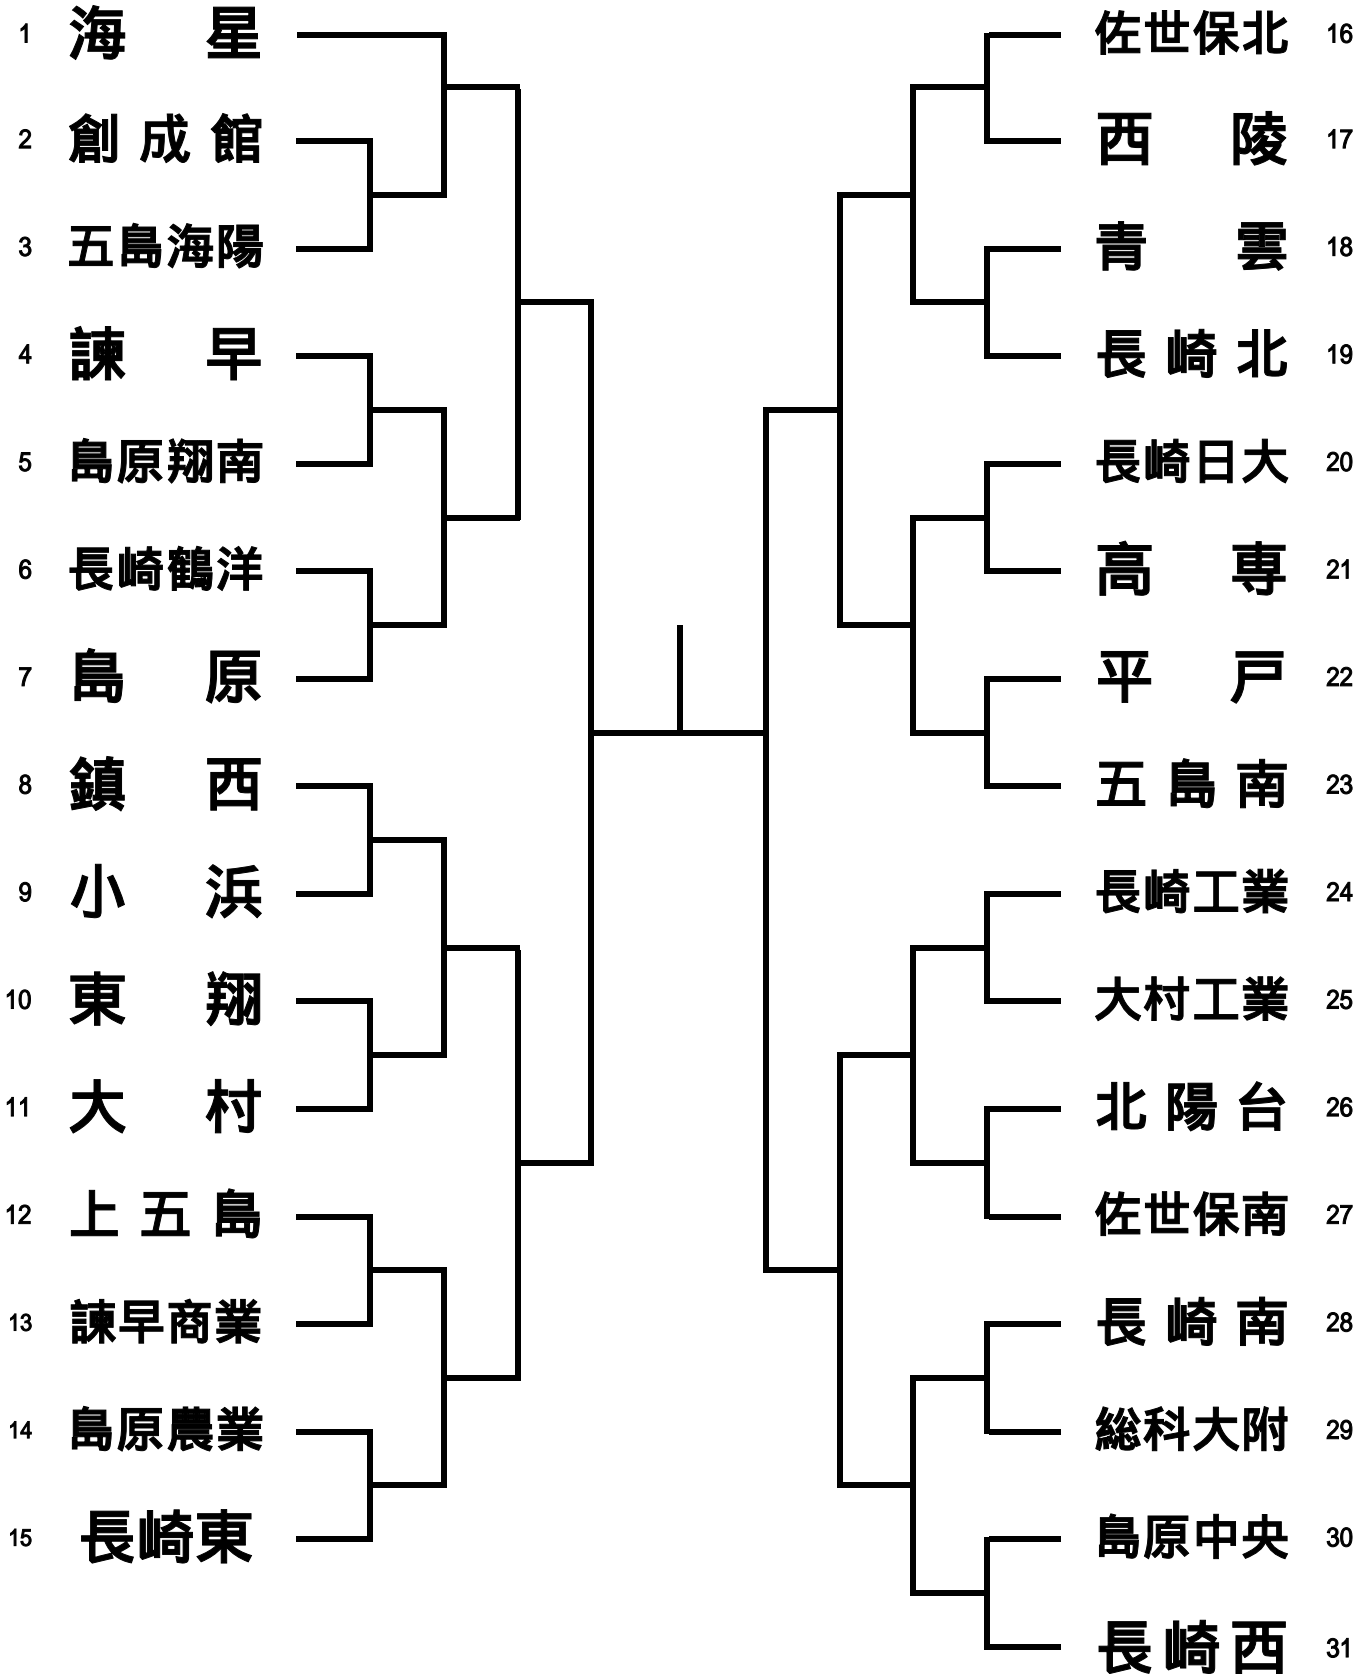 1 海星
2 創成館
3 五島海陽
4 諫早
5 島原翔南
6 長崎鶴洋
7 島原
8 鎮西
9 小浜
10 東翔
11 大村
12 上五島
13 諫早商業
14 島原農業
15 長崎東
佐世保北 16
西陵 17
青雲 18
長崎北 19
長崎日大 20
高専 21
平戸 22
五島南 23
長崎工業 24
大村工業 25
北陽台 26
佐世保南 27
長崎南 28
総科大附 29
島原中央 30
長崎西 31